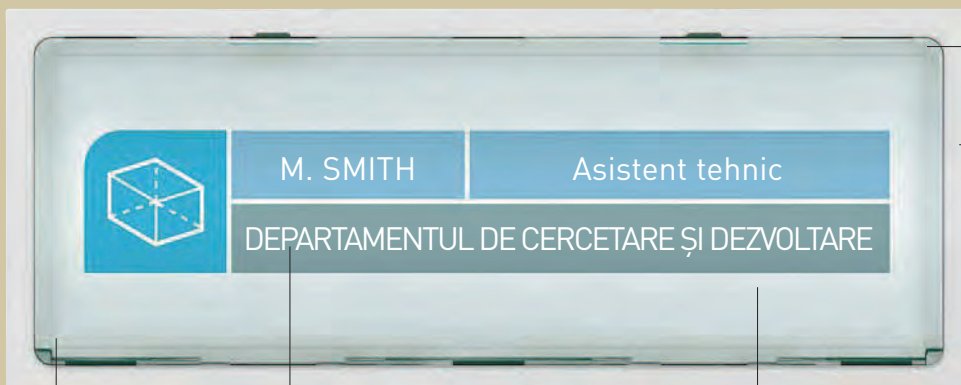 M. SMITH Asistent tehnic
DEPARTAMENTUL DE CERCETARE ȘI DEZVOLTARE